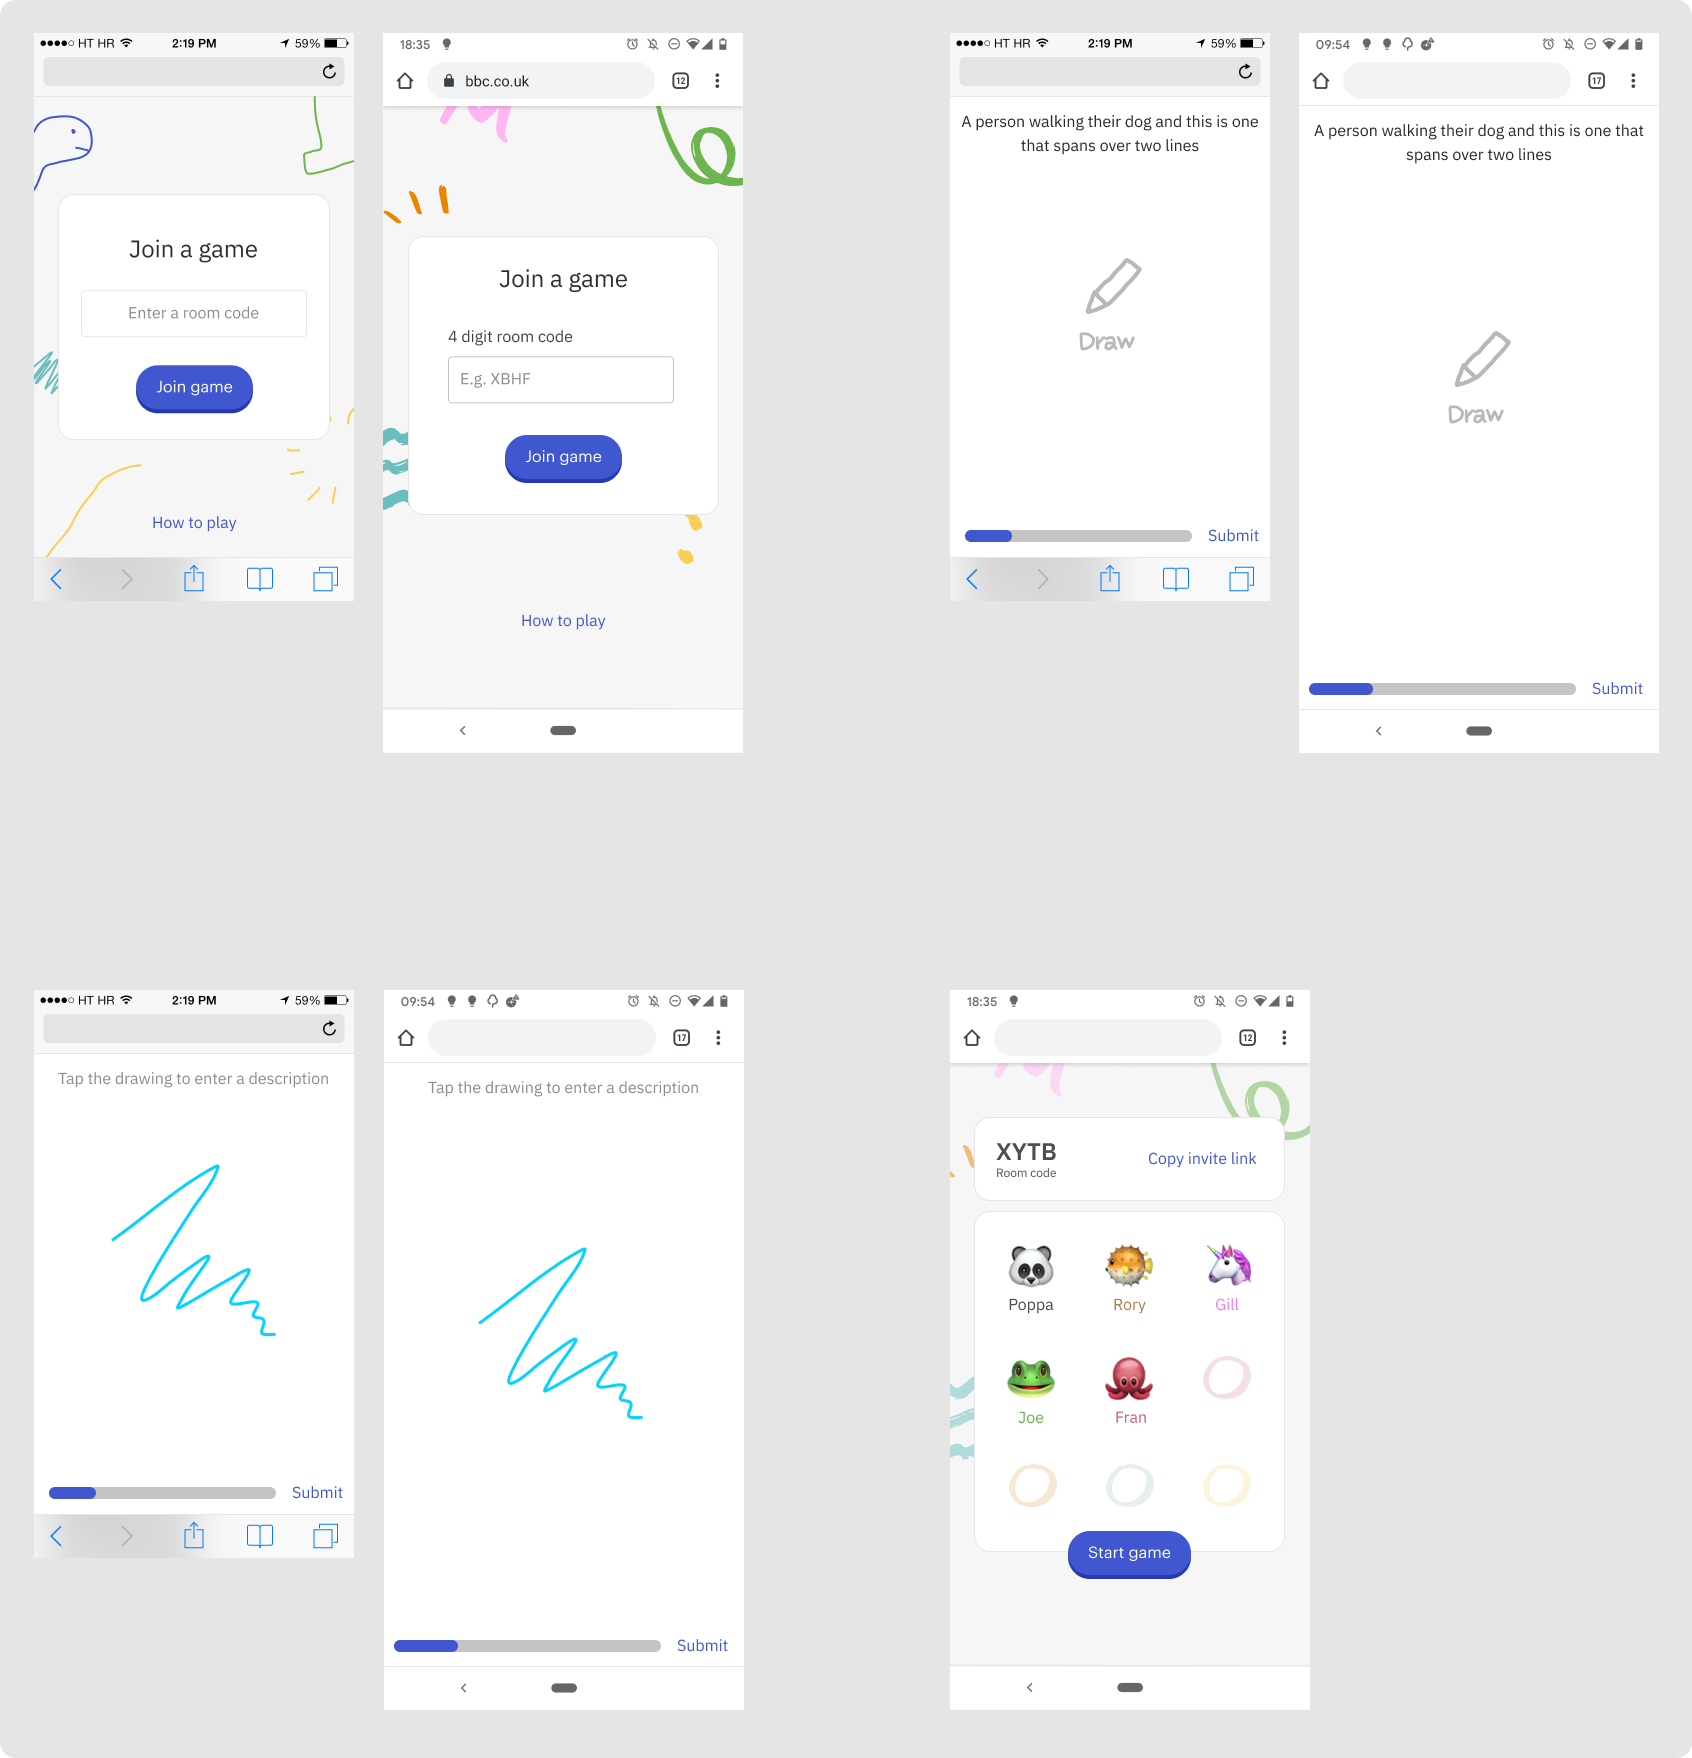 HT HR 2:19 PM 59%
Join a game
Enter a room code
Join game
How to play
18:35
bbc.co.uk 12
Join a game
4 digit room code
E.g. XBHF
Join game
How to play
HT HR 2:19 PM 59%
A person walking their dog and this is one
that spans over two lines
Draw
Submit
09:54
17
A person walking their dog and this is one that
spans over two lines
Draw
Submit
HT HR 2:19 PM 59%
Tap the drawing to enter a description
Submit
09:54
17
Tap the drawing to enter a description
Submit
18:35
12
XYTB
Room code
Copy invite link
Poppa Rory Gill
Joe Fran
Start game